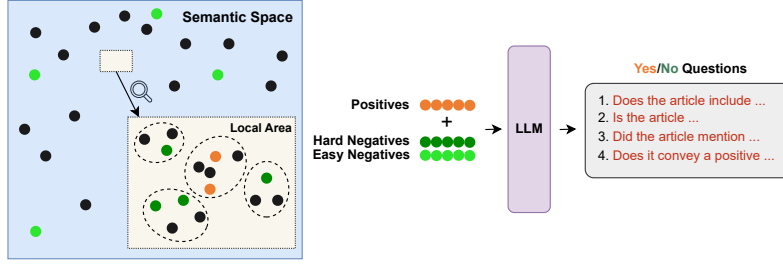 Semantic Space
Local Area
Positives
+
Hard Negatives
Easy Negatives
LLM
Yes/No Questions
1. Does the article include ...
2. Is the article ...
3. Did the article mention ...
4. Does it convey a positive ...